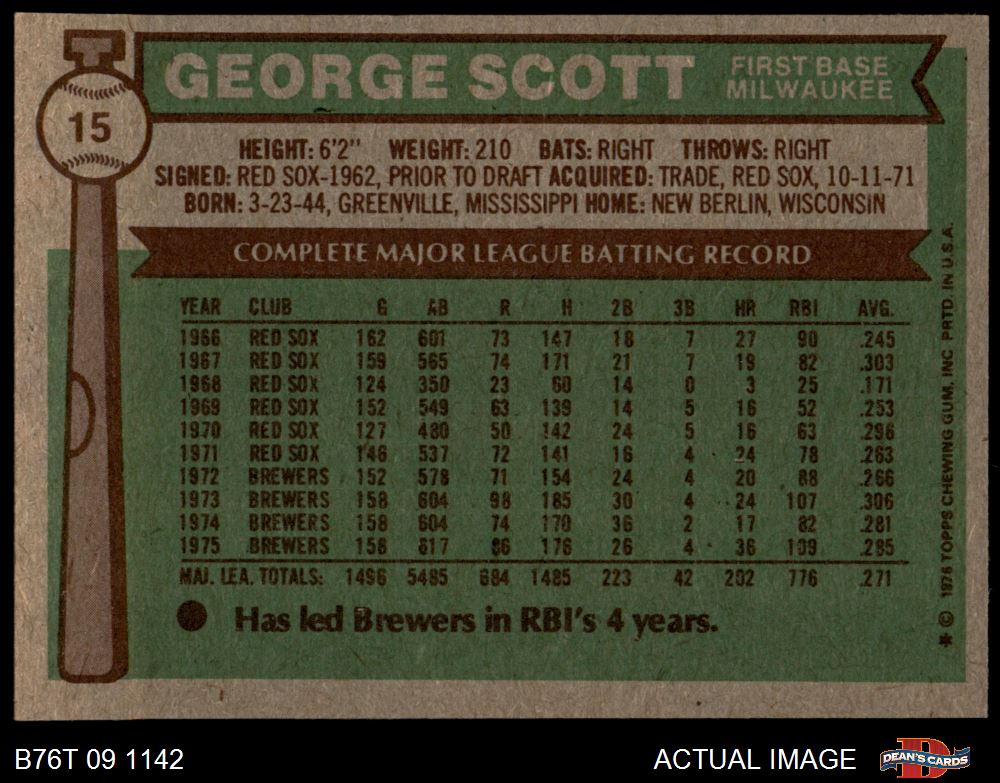 T
15
GEORGE SCOTT
FIRST BASE
MILWAUKEE
HEIGHT: 6'2" WEIGHT: 210 BATS: RIGHT THROWS: RIGHT
SIGNED: RED SOX-1962, PRIOR TO DRAFT ACQUIRED: TRADE, RED SOX, 10-11-71
BORN: 3-23-44, GREENVILLE, MISSISSIPPI HOME: NEW BERLIN, WISCONSIN
COMPLETE MAJOR LEAGUE BATTING RECORD
YEAR CLUB G AB R H 2B 3B HR RBI AVG.
1966 RED SOX 162 601 73 147 18 7 27 90 .245
1967 RED SOX 159 565 74 171 21 7 19 82 .303
1968 RED SOX 124 350 23 60 14 0 3 25 .171
1969 RED SOX 152 549 63 139 14 5 16 52 .253
1970 RED SOX 127 480 50 142 24 5 16 63 .296
1971 RED SOX 146 537 72 141 16 4 24 78 .263
1972 BREWERS 152 578 71 154 24 4 20 88 .266
1973 BREWERS 158 604 98 185 30 4 24 107 .306
1974 BREWERS 158 604 74 170 36 2 17 82 .281
1975 BREWERS 158 617 86 176 26 4 36 109 .285
MAJ. LEA. TOTALS: 1496 5485 684 1485 223 42 202 776 .271
Has led Brewers in RBI's 4 years.
* © 1976 TOPPS CHEWING GUM, INC PRTD. IN U.S.A.
B76T 09 1142
ACTUAL IMAGE
D
DEAN'S CARDS